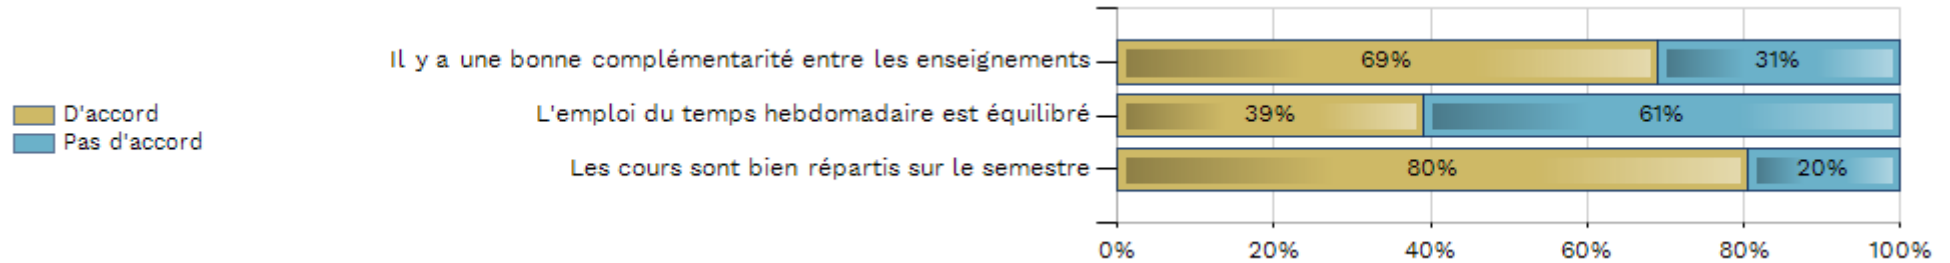 Il y a une bonne complémentarité entre les enseignements
69%
31%
D'accord
L'emploi du temps hebdomadaire est équilibré
39%
61%
Pas d'accord
Les cours sont bien répartis sur le semestre
80%
20%
0%
20%
40%
60%
80%
100%